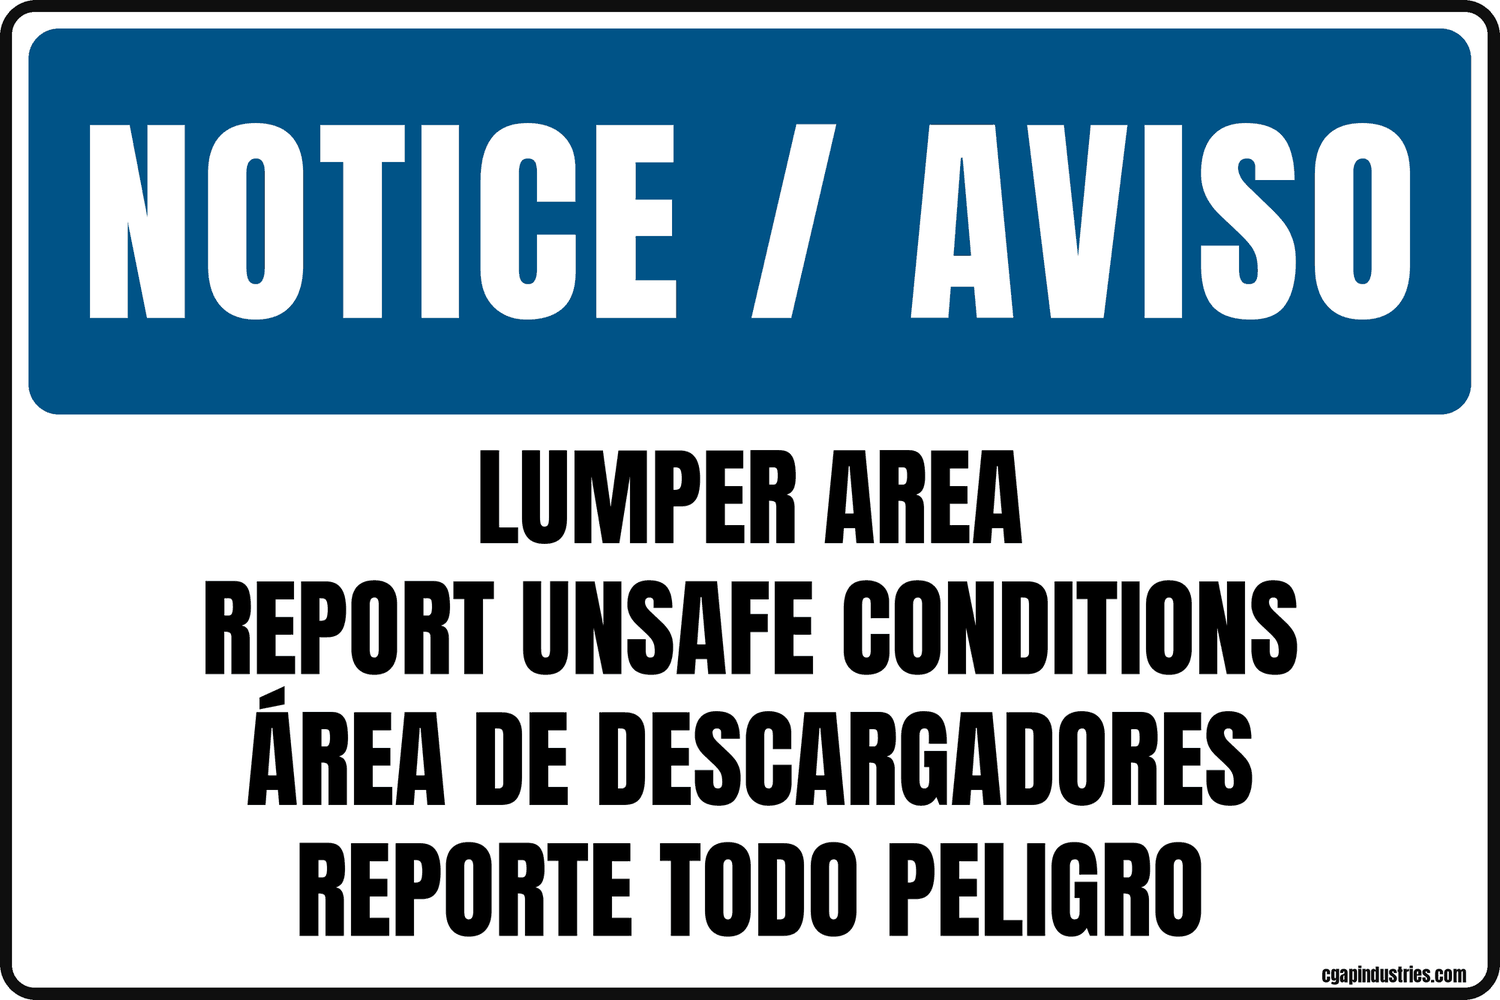 NOTICE / AVISO
LUMPER AREA
REPORT UNSAFE CONDITIONS
ÁREA DE DESCARGADORES
REPORTE TODO PELIGRO
cgapindustries.com